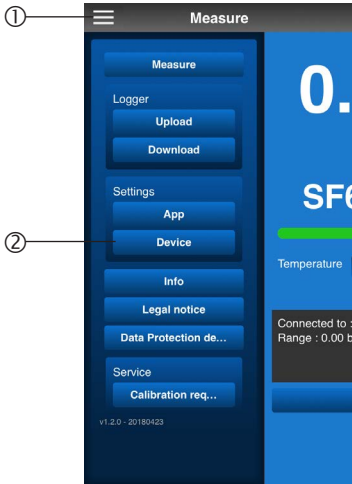 ①
Measure
Measure
0.
Logger
Upload
Download
Settings
SF6
App
②
Device
Temperature
Info
Legal notice
Connected to :
Data Protection de...
Range : 0.00 b
Service
Calibration req...
v1.2.0 - 20180423